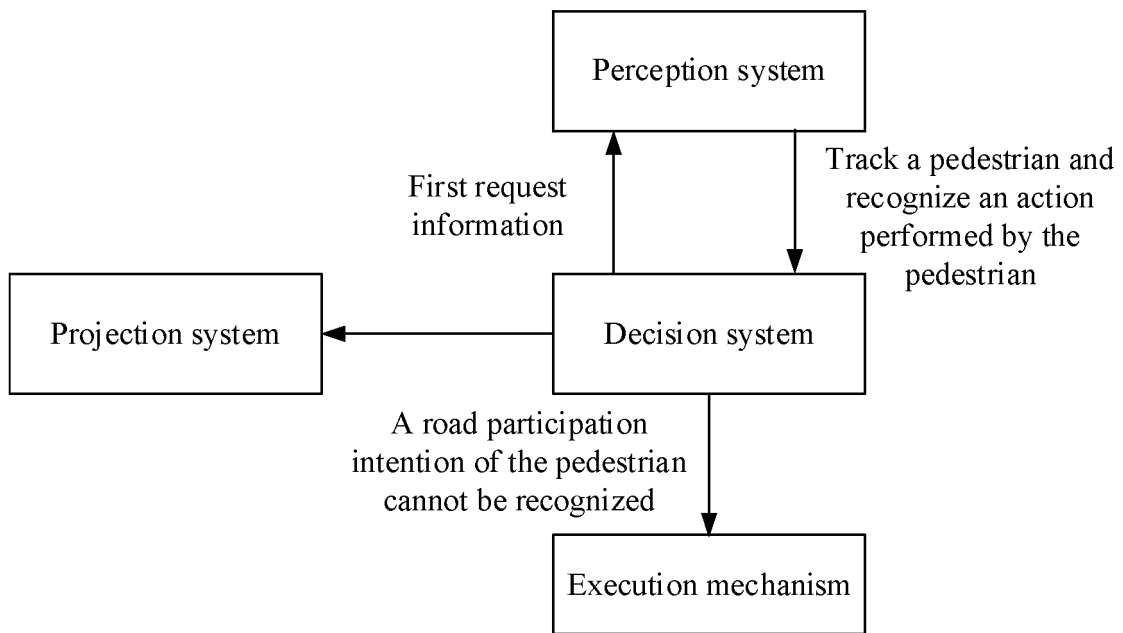 Perception system
First request
information
Track a pedestrian and
recognize an action
performed by the
pedestrian
Projection system
Decision system
A road participation
intention of the pedestrian
cannot be recognized
Execution mechanism